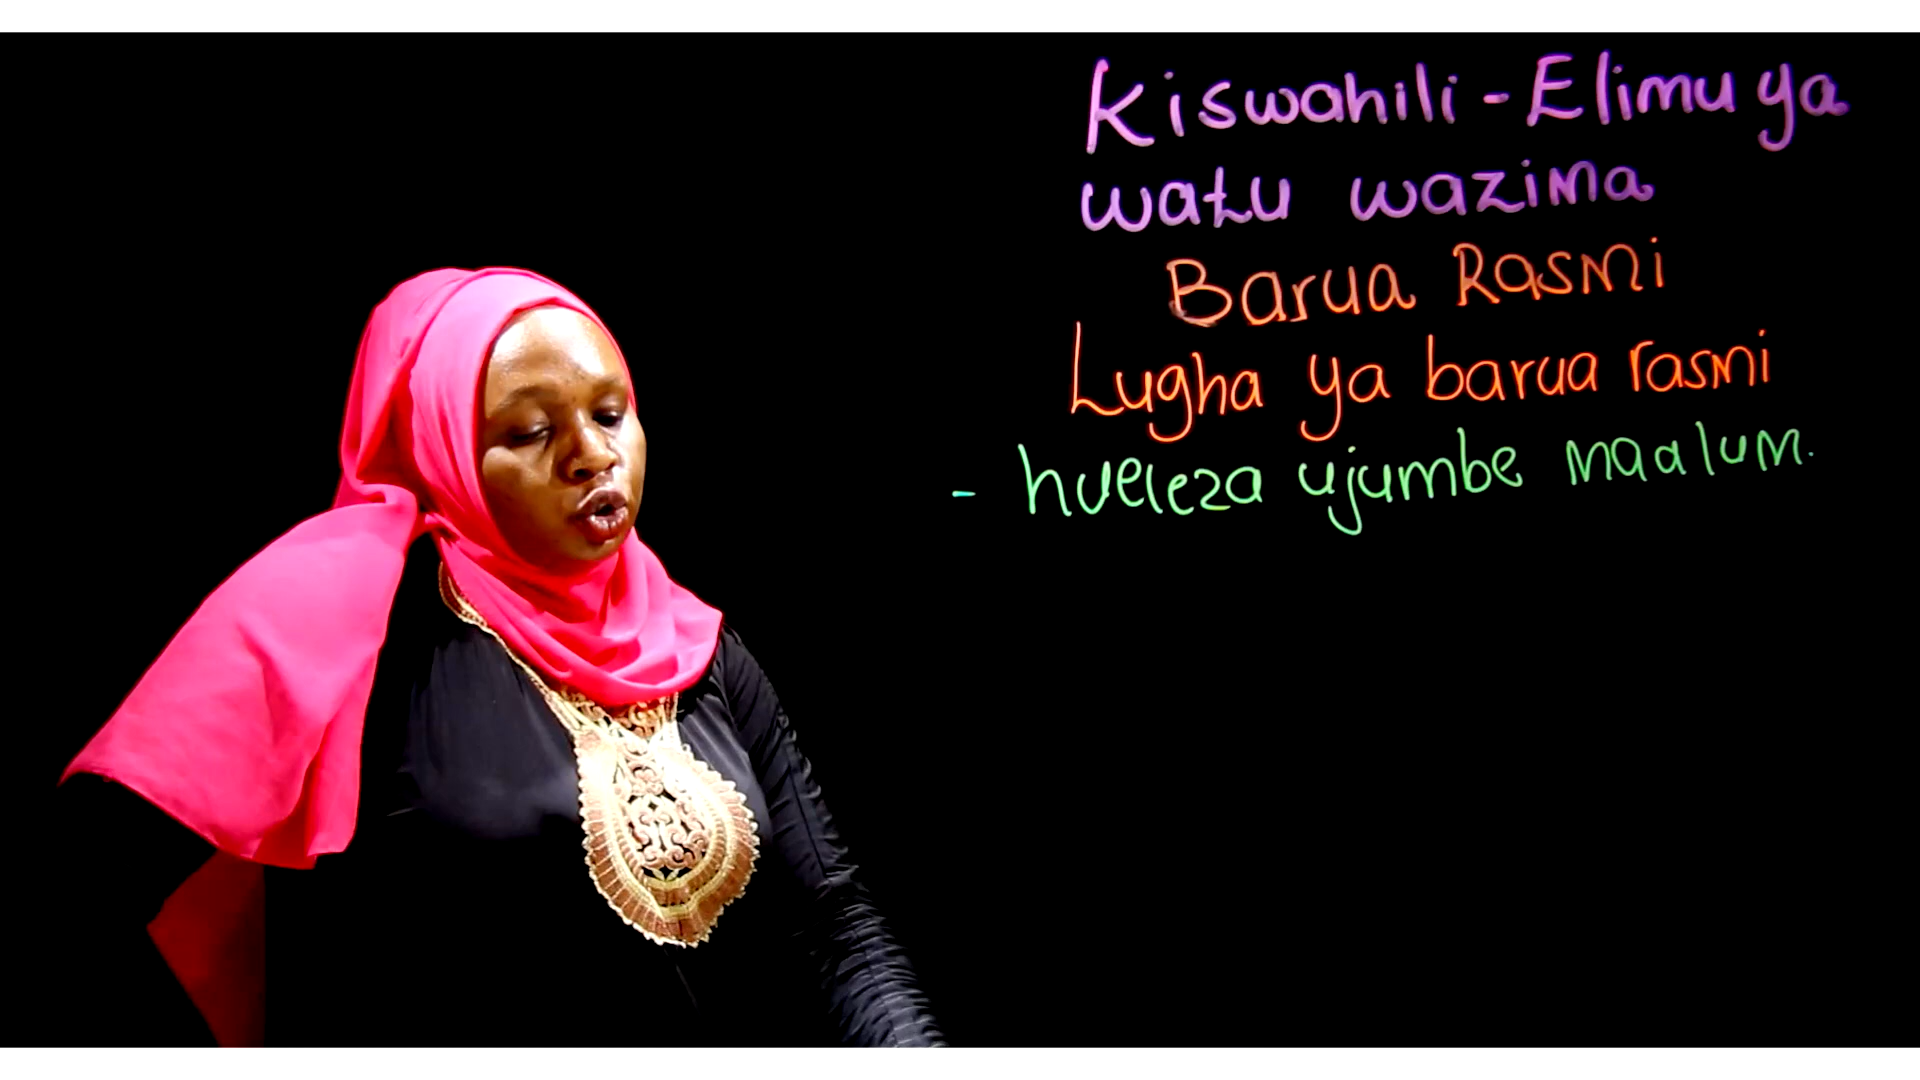 Kiswahili - Elimu ya
watu wazima
Barua Rasmi
Lugha ya barua rasmi
- hueleza ujumbe maalum.